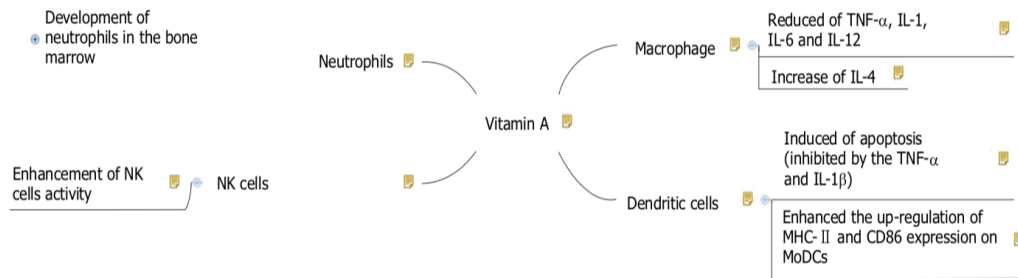 Development of
neutrophils in the bone
marrow
Neutrophils
Enhancement of NK
cells activity
NK cells
Vitamin A
Macrophage
Reduced of TNF-α, IL-1,
IL-6 and IL-12
Increase of IL-4
Dendritic cells
Induced of apoptosis
(inhibited by the TNF-α
and IL-1β)
Enhanced the up-regulation of
MHC-Ⅱ and CD86 expression on
MoDCs